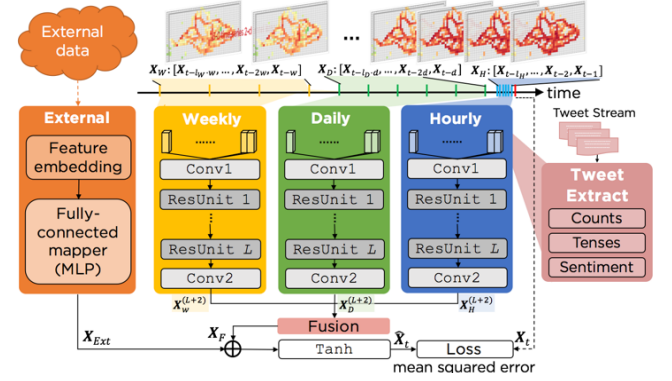 External
data
...
X_W: [X_{t-l_W·w}, ..., X_{t-2w}, X_{t-w}]
X_D: [X_{t-l_D·d}, ..., X_{t-2d}, X_{t-d}]
X_H: [X_{t-l_H}, ..., X_{t-2}, X_{t-1}]
time
External
Feature
embedding
Fully-
connected
mapper
(MLP)
Weekly
......
Conv1
ResUnit 1
ResUnit L
Conv2
Daily
......
Conv1
ResUnit 1
ResUnit L
Conv2
Hourly
......
Conv1
ResUnit 1
ResUnit L
Conv2
Tweet Stream
Tweet
Extract
Counts
Tenses
Sentiment
X_w^{(L+2)}
X_D^{(L+2)}
X_H^{(L+2)}
Fusion
X_{Ext}
X_F
Tanh
X̂_t
Loss
X_t
mean squared error